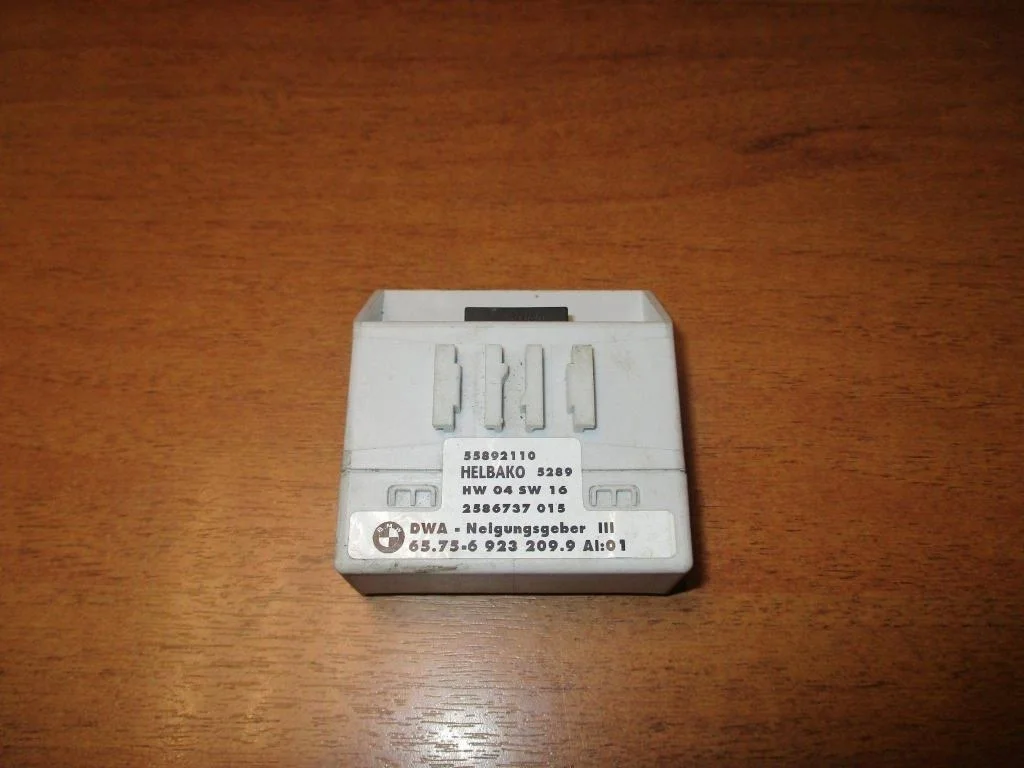 55892110
HELBAKO 5289
HW 04 SW 16
2586737 015
BMW
DWA - Neigungsgeber III
65.75-6 923 209.9 AI:01